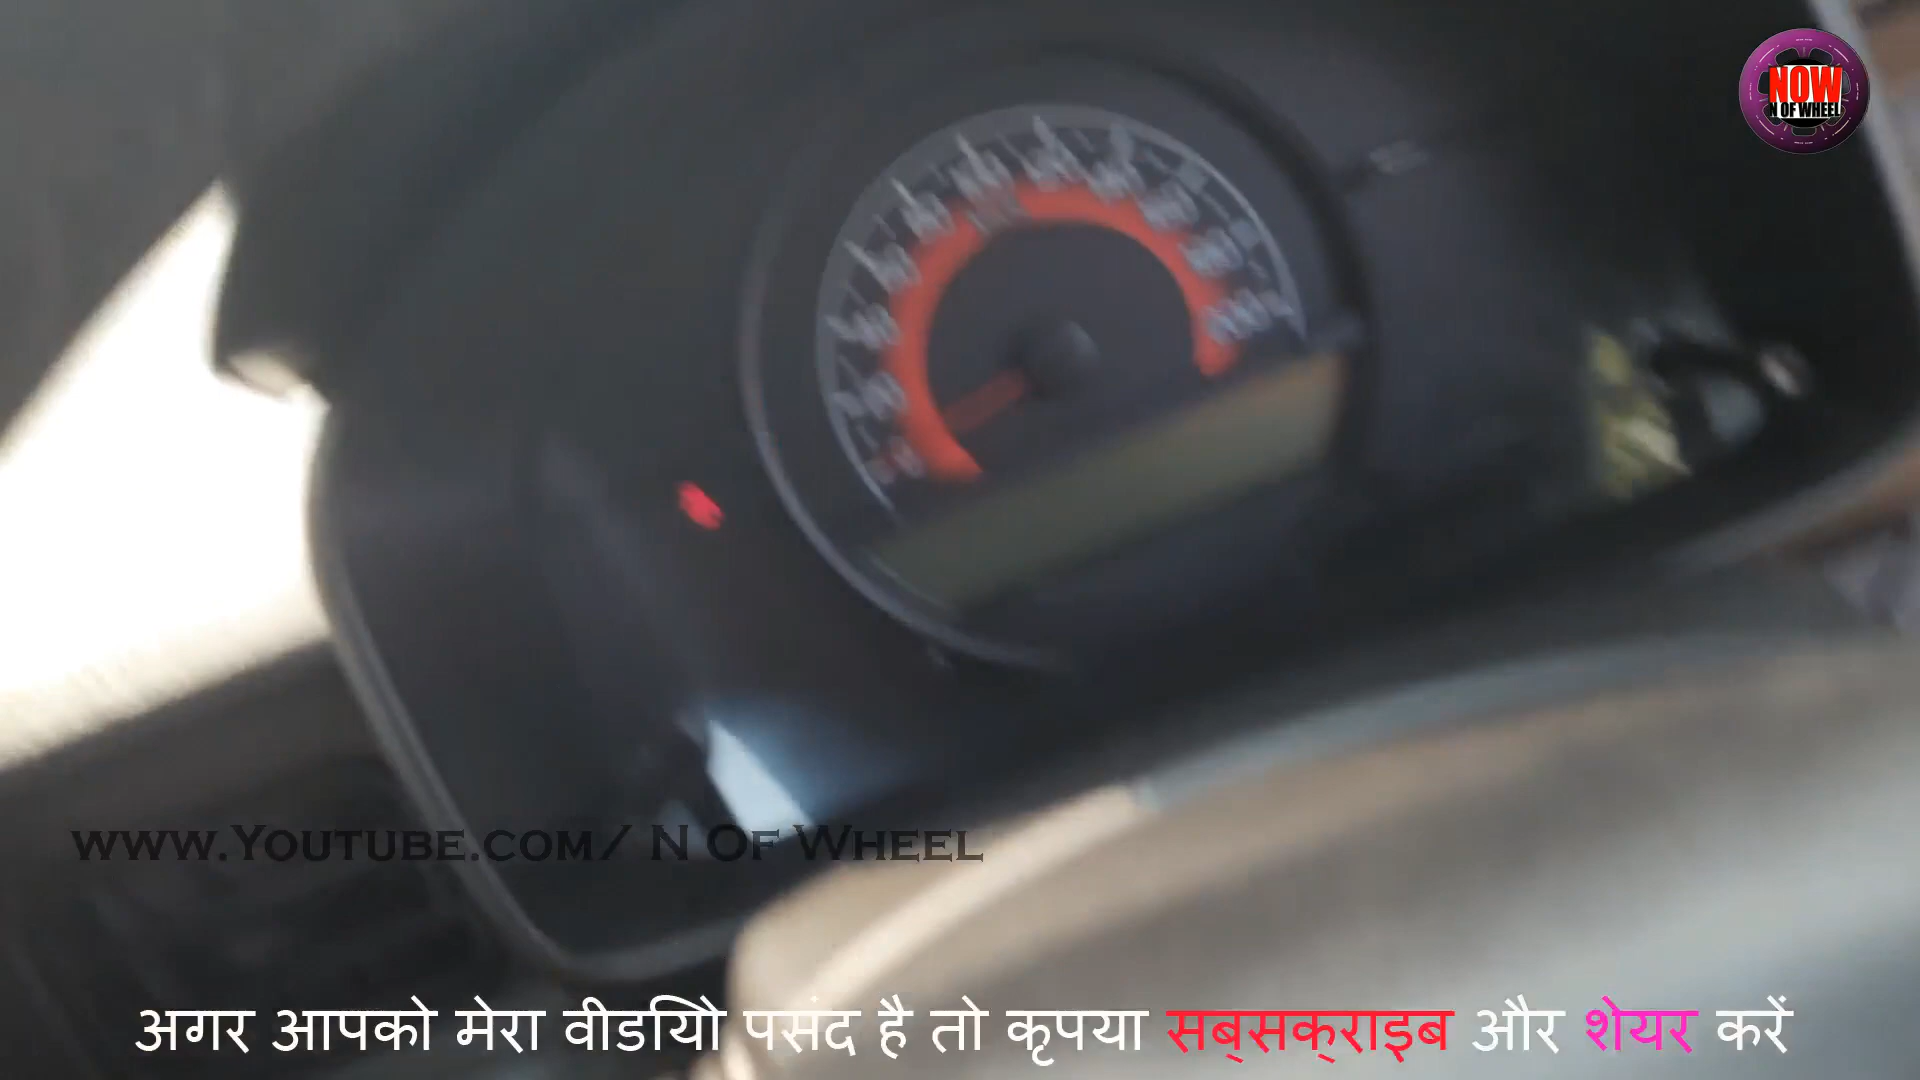 NOW
N OF WHEEL
www.Youtube.com/ N Of Wheel
अगर आपको मेरा वीडियो पसंद है तो कृपया सब्सक्राइब और शेयर करें